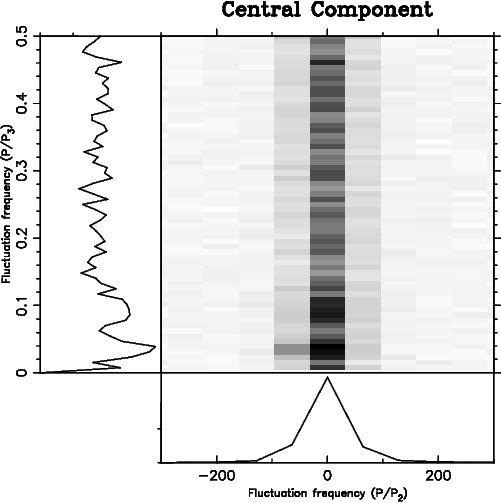 Central Component
0.5
0.4
0.3
0.2
0.1
0
Fluctuation frequency (P/P₃)
−200 0 200
Fluctuation frequency (P/P₂)